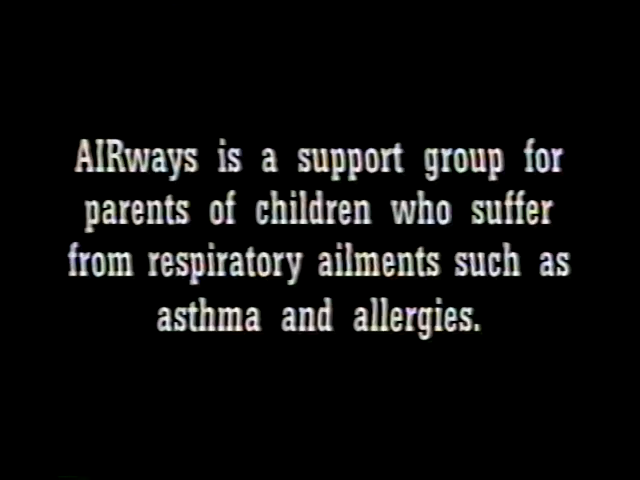 AIRways is a support group for
parents of children who suffer
from respiratory ailments such as
asthma and allergies.